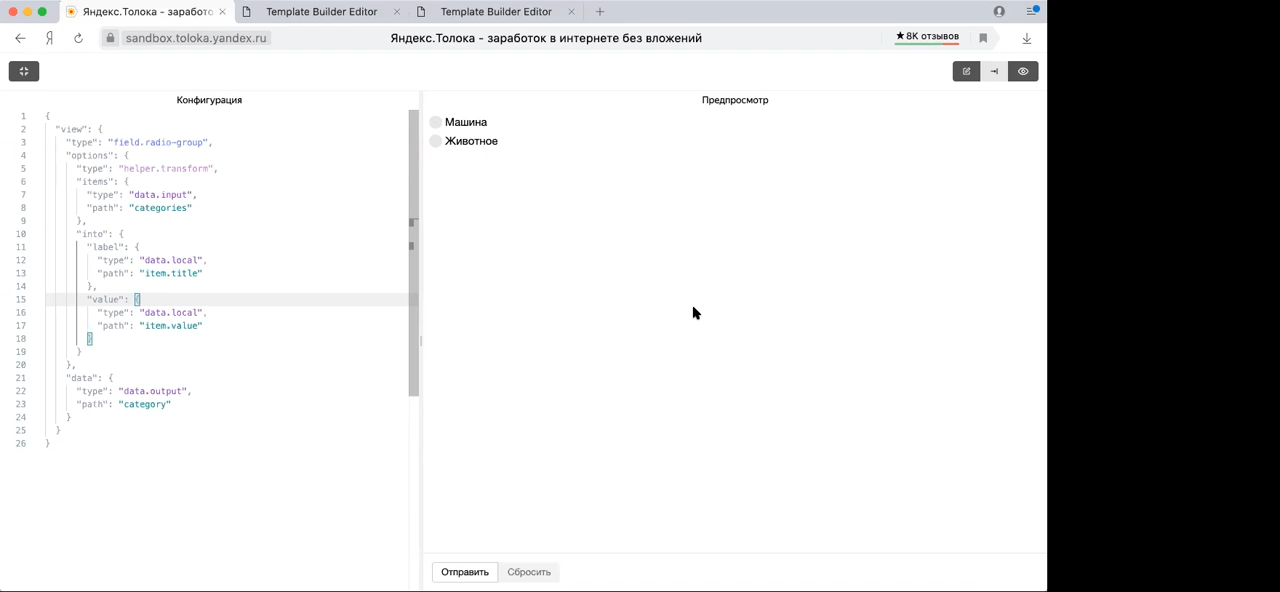 Яндекс.Толока - заработо
Template Builder Editor
Template Builder Editor
sandbox.toloka.yandex.ru
Яндекс.Толока - заработок в интернете без вложений
★8K отзывов
Конфигурация
Предпросмотр
1 {
2 "view": {
3 "type": "field.radio-group",
4 "options": {
5 "type": "helper.transform",
6 "items": {
7 "type": "data.input",
8 "path": "categories"
9 },
10 "into": {
11 "label": {
12 "type": "data.local",
13 "path": "item.title"
14 },
15 "value": {
16 "type": "data.local",
17 "path": "item.value"
18 }
19 }
20 },
21 "data": {
22 "type": "data.output",
23 "path": "category"
24 }
25 }
26 }
Машина
Животное
Отправить
Сбросить